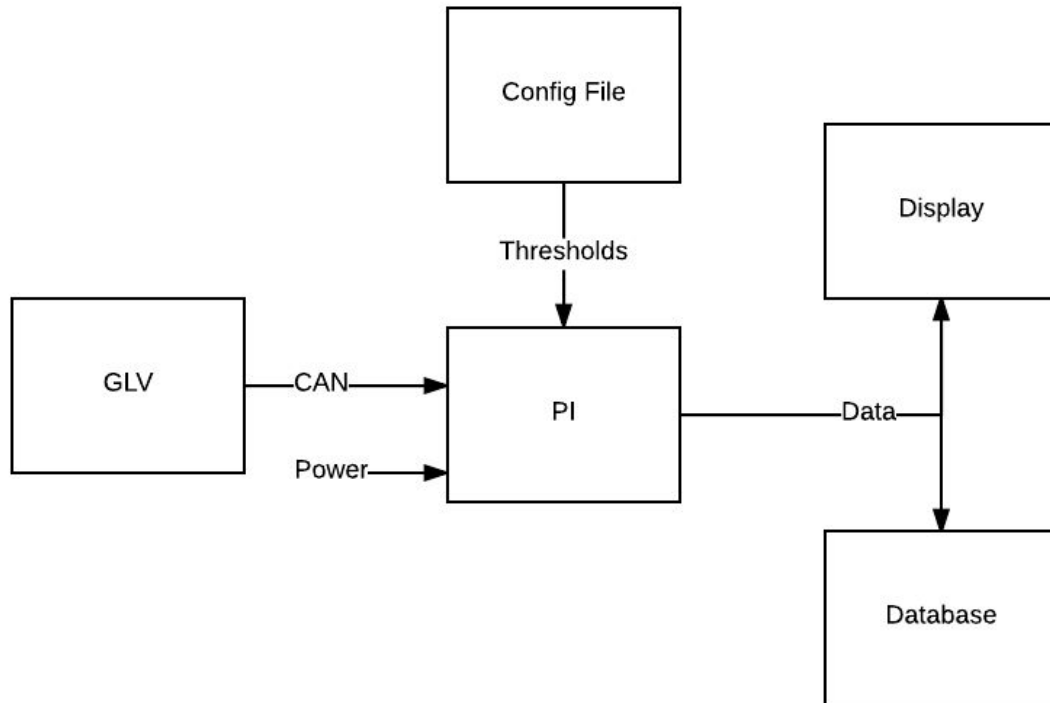 Config File
Display
Thresholds
GLV
CAN
PI
Data
Power
Database